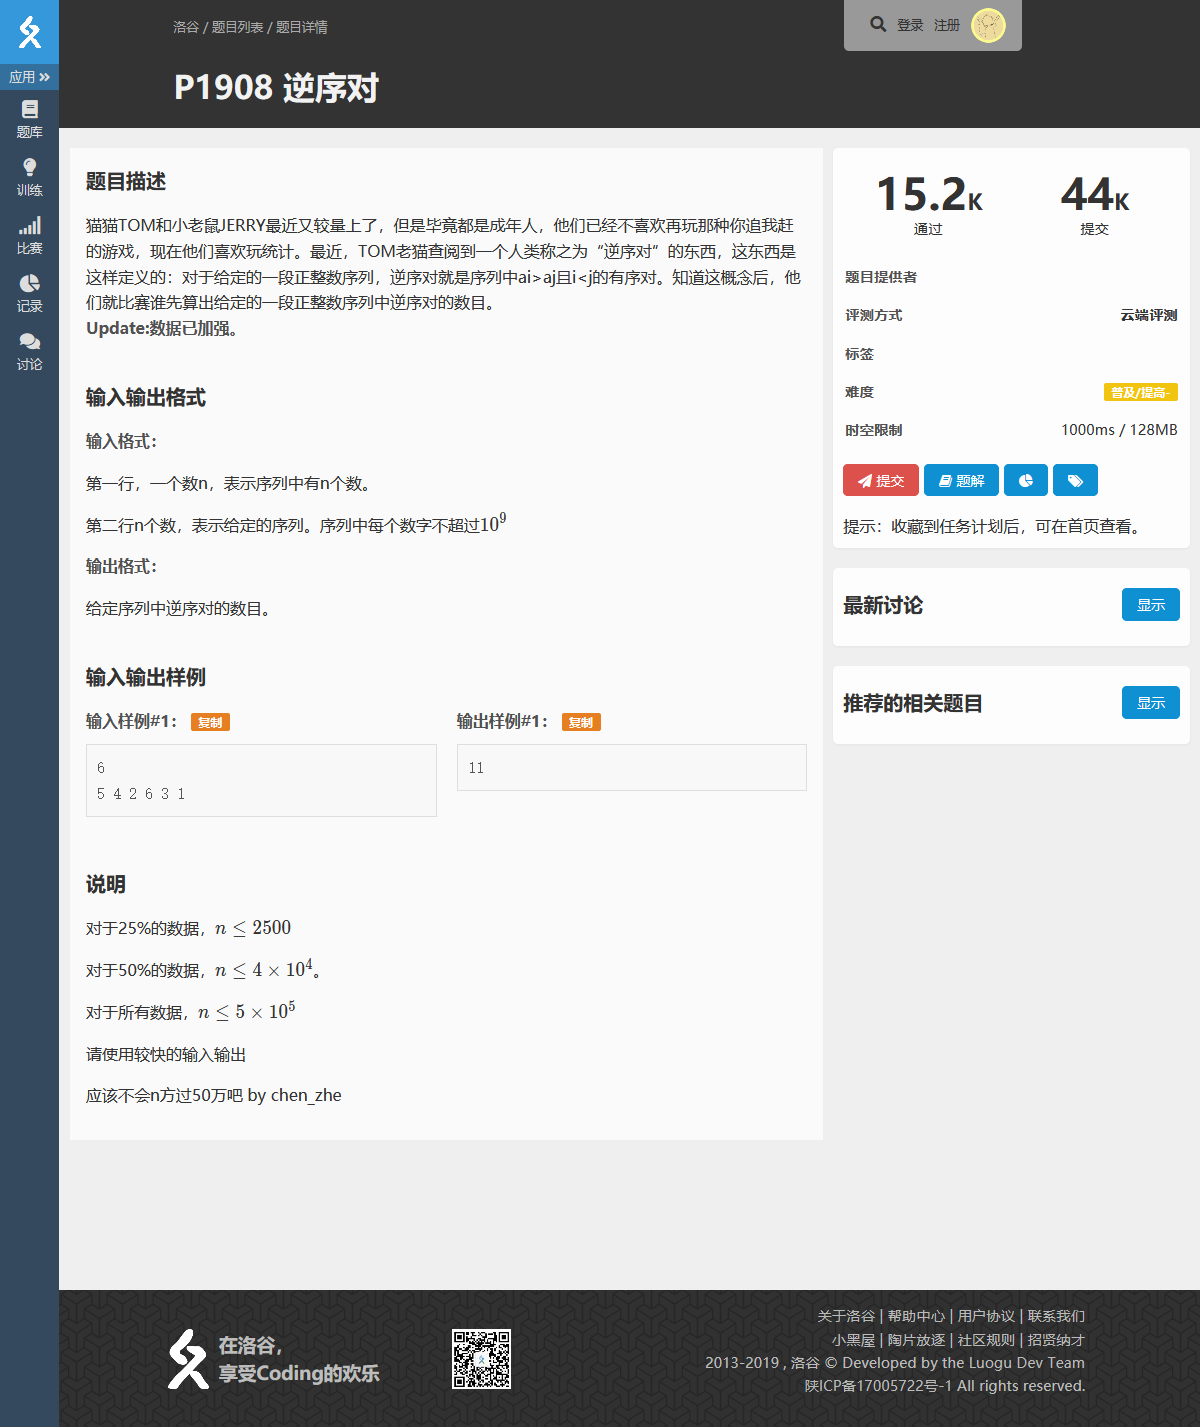 洛谷 / 题目列表 / 题目详情
登录 注册
P1908 逆序对
应用
题库
训练
比赛
记录
讨论
题目描述
猫猫TOM和小老鼠JERRY最近又较量上了，但是毕竟都是成年人，他们已经不喜欢再玩那种你追我赶
的游戏，现在他们喜欢玩统计。最近，TOM老猫查阅到一个人类称之为“逆序对”的东西，这东西是
这样定义的：对于给定的一段正整数序列，逆序对就是序列中ai>aj且i<j的有序对。知道这概念后，他
们就比赛谁先算出给定的一段正整数序列中逆序对的数目。
Update:数据已加强。
输入输出格式
输入格式：
第一行，一个数n，表示序列中有n个数。
第二行n个数，表示给定的序列。序列中每个数字不超过10^9
输出格式：
给定序列中逆序对的数目。
输入输出样例
输入样例#1： 复制
6
5 4 2 6 3 1
输出样例#1： 复制
11
说明
对于25%的数据，n ≤ 2500
对于50%的数据，n ≤ 4 × 10^4。
对于所有数据，n ≤ 5 × 10^5
请使用较快的输入输出
应该不会n方过50万吧 by chen_zhe
15.2K 44K
通过 提交
题目提供者
评测方式 云端评测
标签
难度 普及/提高-
时空限制 1000ms / 128MB
提交 题解
提示：收藏到任务计划后，可在首页查看。
最新讨论 显示
推荐的相关题目 显示
在洛谷，
享受Coding的欢乐
关于洛谷 | 帮助中心 | 用户协议 | 联系我们
小黑屋 | 陶片放逐 | 社区规则 | 招贤纳才
2013-2019 , 洛谷 © Developed by the Luogu Dev Team
陕ICP备17005722号-1 All rights reserved.